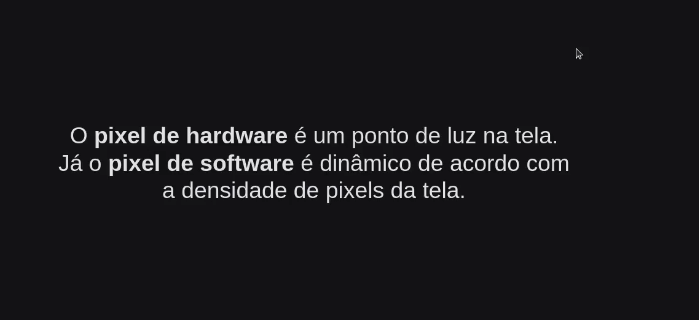 O pixel de hardware é um ponto de luz na tela.
Já o pixel de software é dinâmico de acordo com
a densidade de pixels da tela.